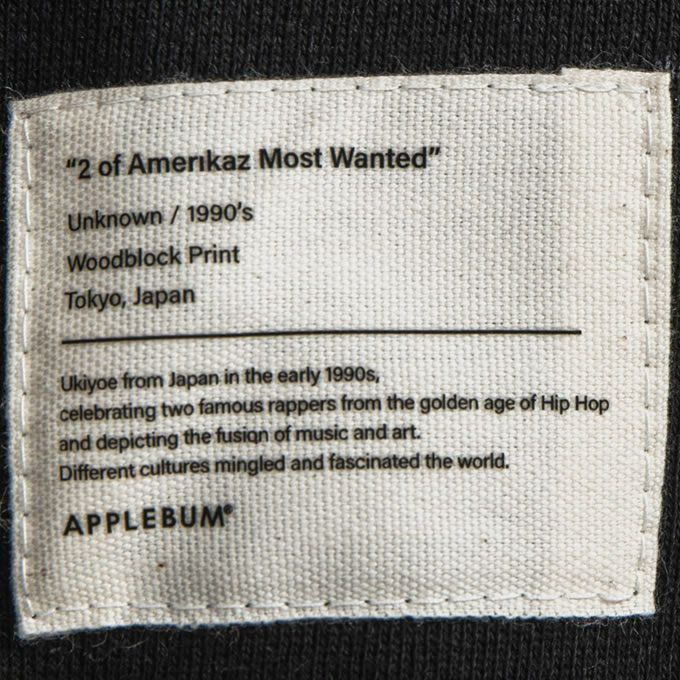 “2 of Amerıkaz Most Wanted”
Unknown / 1990's
Woodblock Print
Tokyo, Japan
Ukiyoe from Japan in the early 1990s,
celebrating two famous rappers from the golden age of Hip Hop
and depicting the fusion of music and art.
Different cultures mingled and fascinated the world.
APPLEBUM®